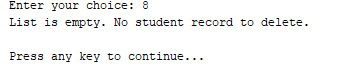 Enter your choice: 8
List is empty. No student record to delete.
Press any key to continue...